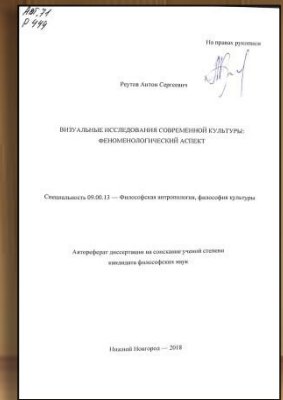 На правах рукописи
Реутов Антон Сергеевич
ВИЗУАЛЬНЫЕ ИССЛЕДОВАНИЯ СОВРЕМЕННОЙ КУЛЬТУРЫ:
ФЕНОМЕНОЛОГИЧЕСКИЙ АСПЕКТ
Специальность 09.00.13 — Философская антропология, философия культуры
Автореферат диссертации на соискание ученой степени
кандидата философских наук
Нижний Новгород — 2018